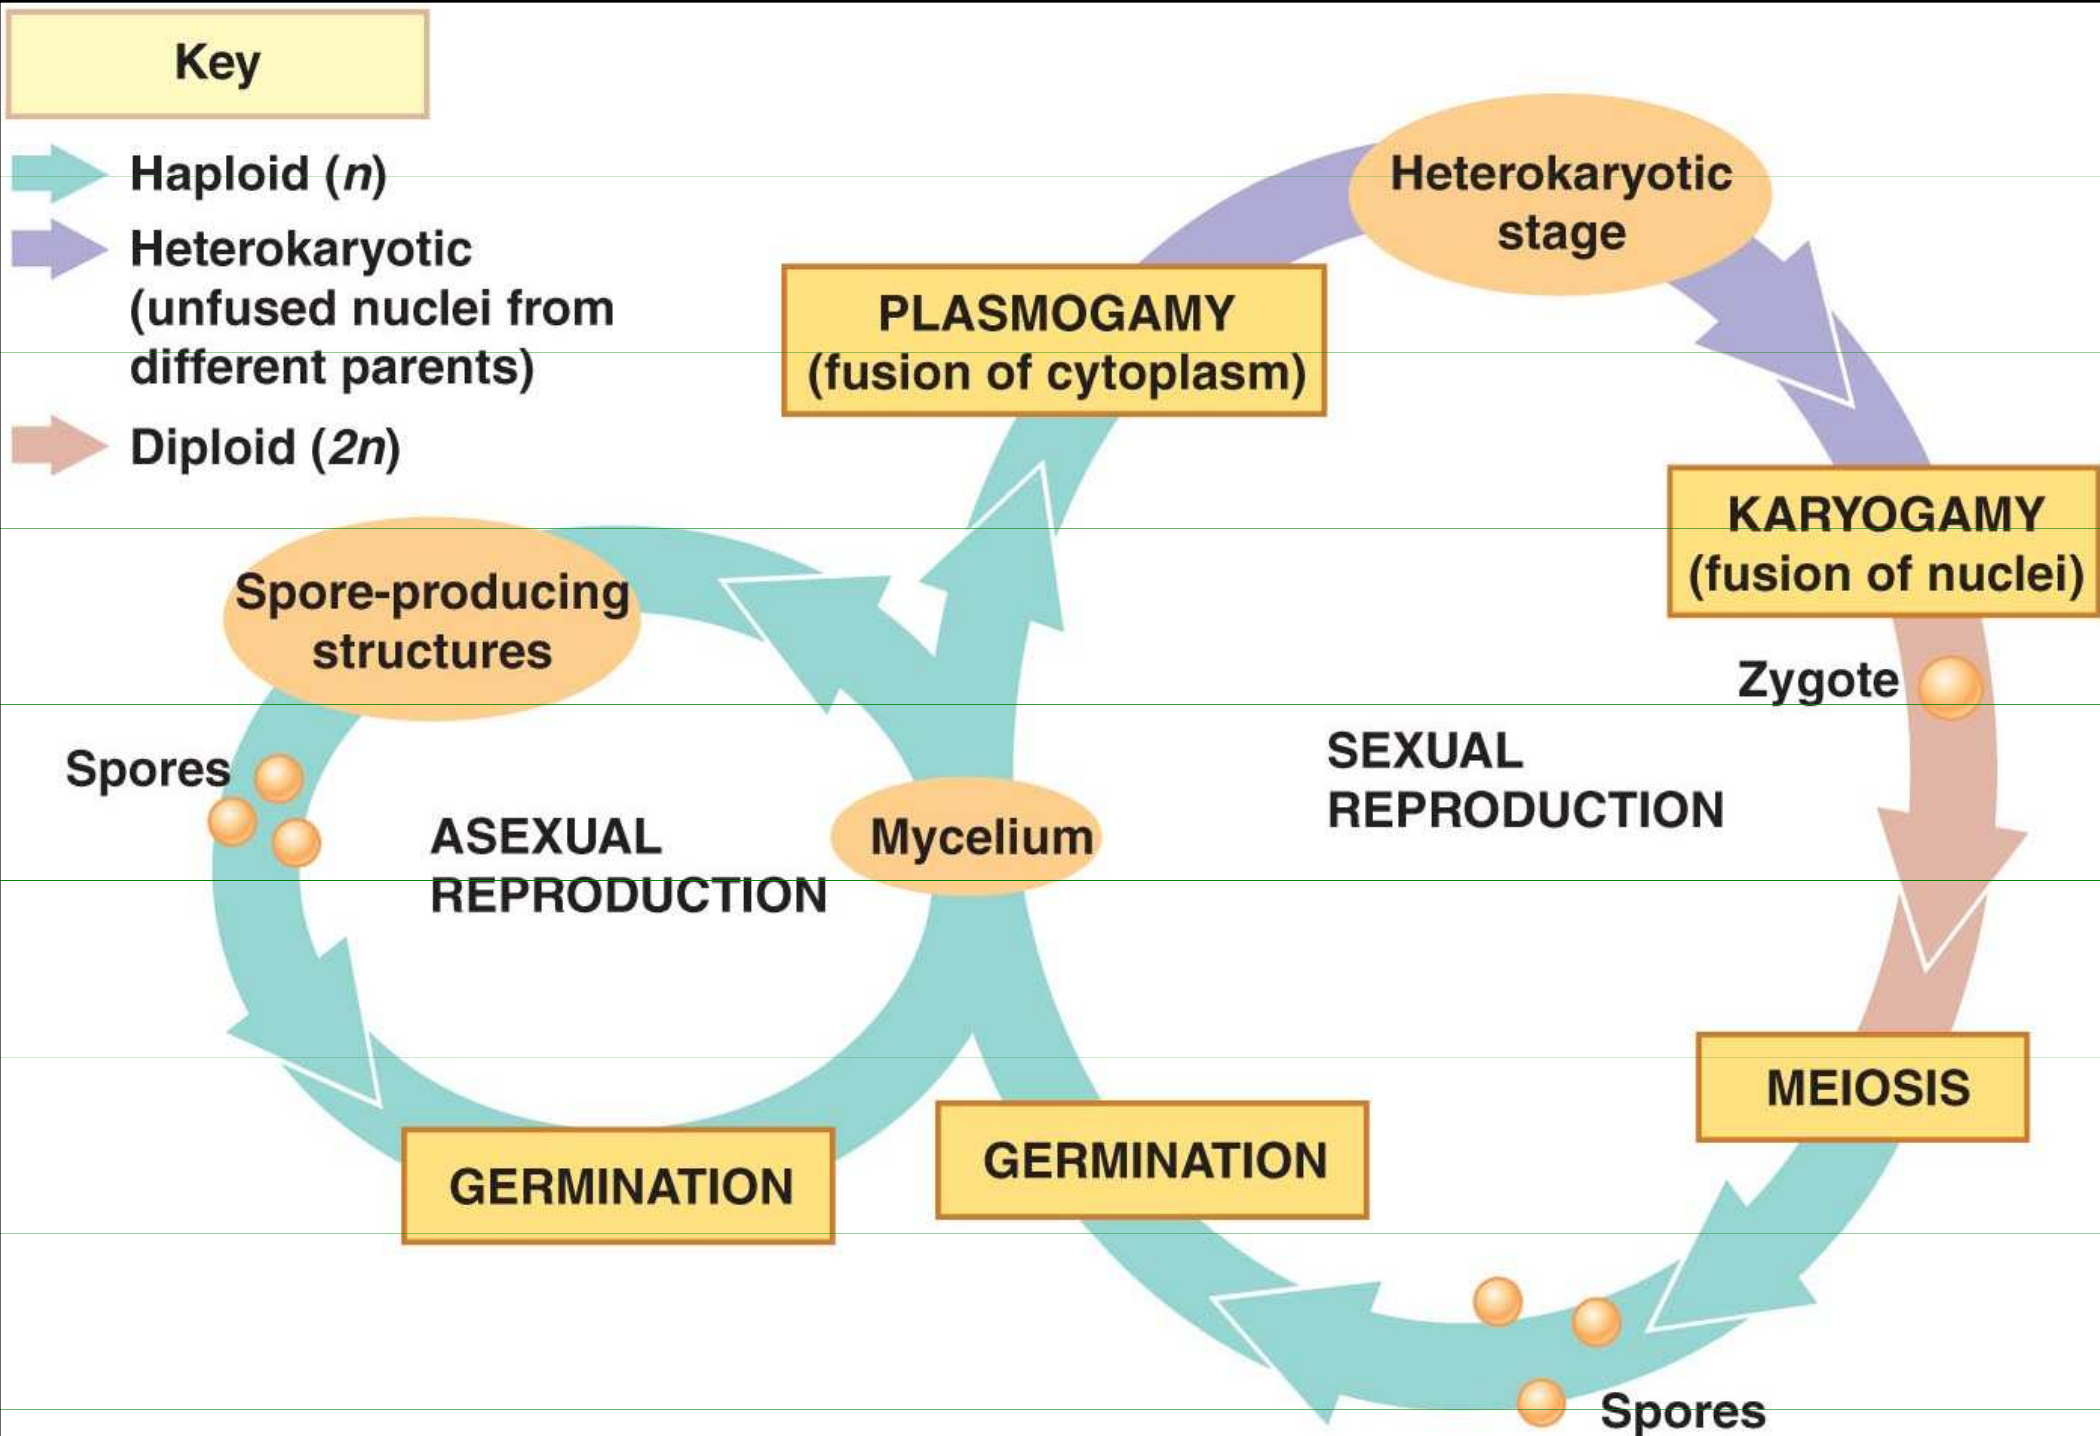 Key
Haploid (n)
Heterokaryotic
(unfused nuclei from
different parents)
Diploid (2n)
Heterokaryotic
stage
PLASMOGAMY
(fusion of cytoplasm)
KARYOGAMY
(fusion of nuclei)
Spore-producing
structures
Zygote
Spores
SEXUAL
REPRODUCTION
ASEXUAL
REPRODUCTION
Mycelium
MEIOSIS
GERMINATION
GERMINATION
Spores